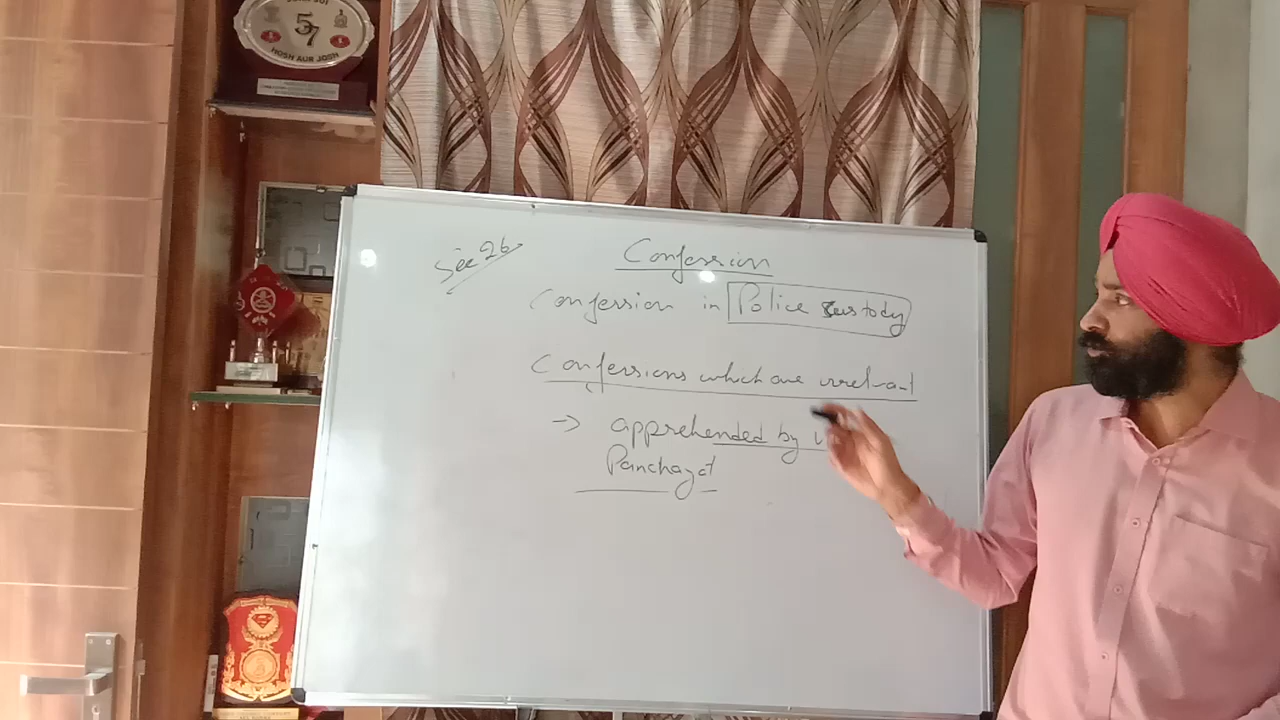 57
HOSH AUR JOSH
Sec 26
Confession
Confession in Police Custody
Confessions which are irrelevant
→ apprehended by
Panchayat